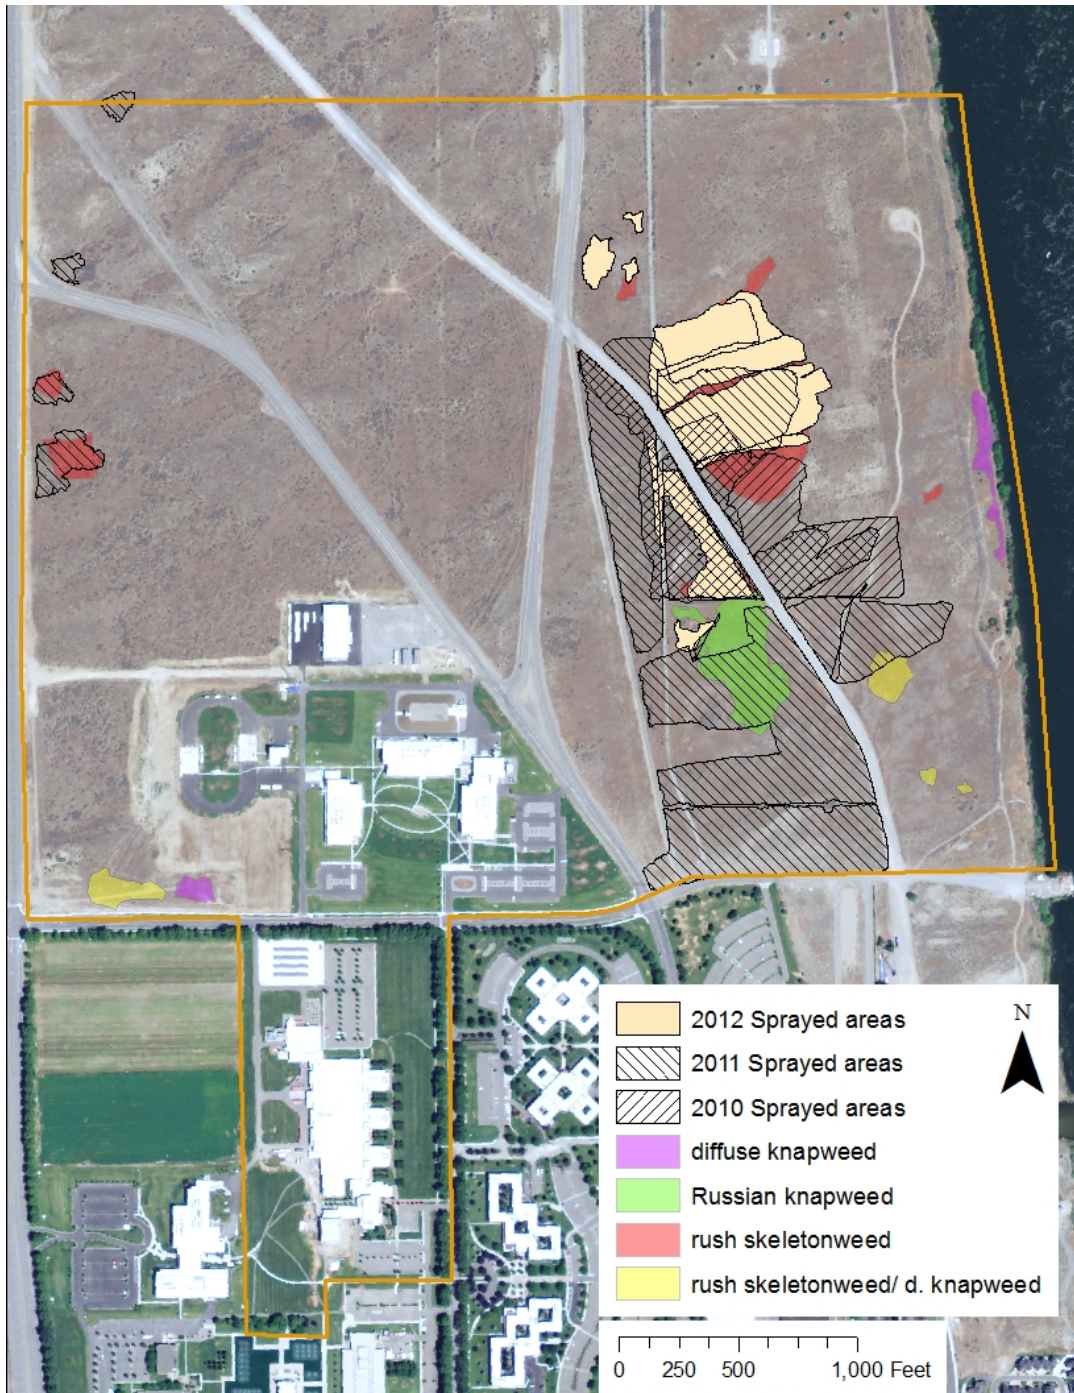 2012 Sprayed areas
N
2011 Sprayed areas
2010 Sprayed areas
diffuse knapweed
Russian knapweed
rush skeletonweed
rush skeletonweed/ d. knapweed
0 250 500 1,000 Feet